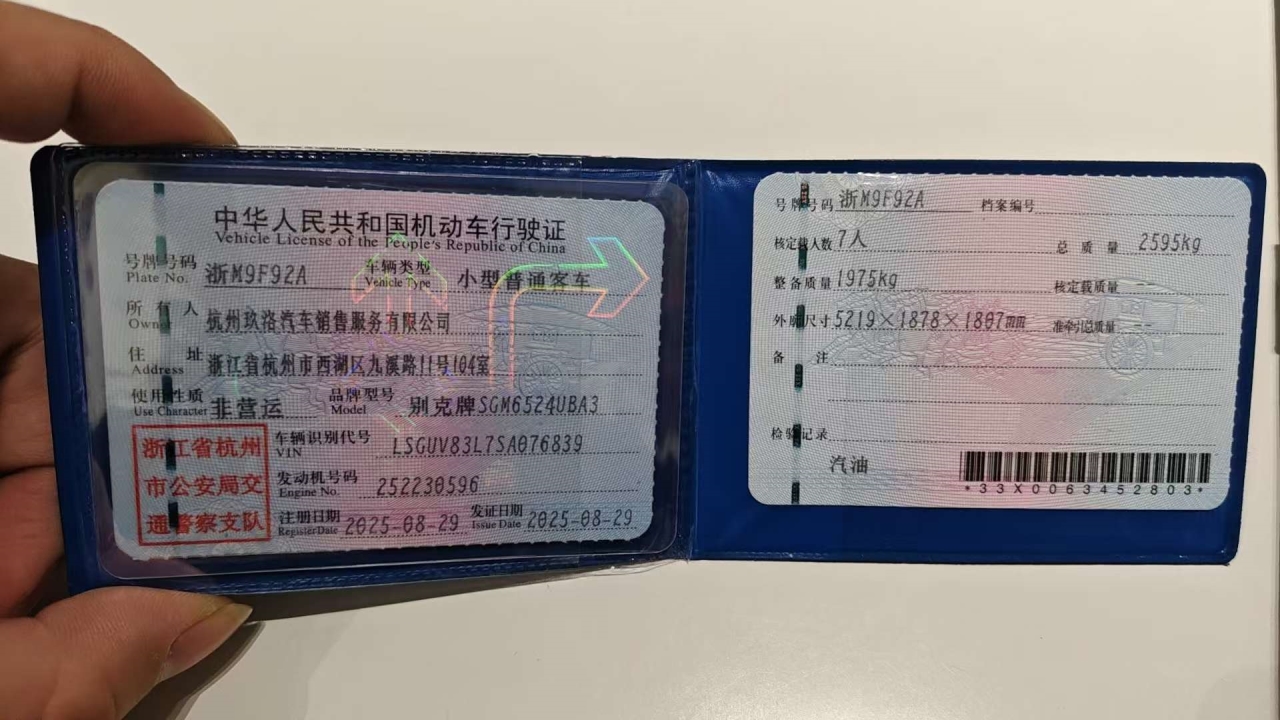 中华人民共和国机动车行驶证
Vehicle License of the People's Republic of China
号牌号码 浙M9F92A 车辆类型 小型普通客车
Plate No. Vehicle Type
所有人 杭州玖洛汽车销售服务有限公司
Owner
住址 浙江省杭州市西湖区九溪路11号104室
Address
使用性质 非营运 品牌型号 别克牌SGM6524UBA3
Use Character Model
浙江省杭州
市公安局交
通警察支队
车辆识别代号 LSGUV83L7SA076839
VIN
发动机号码 252230596
Engine No.
注册日期 2025-08-29 发证日期 2025-08-29
Register Date Issue Date
号牌号码 浙M9F92A 档案编号
核定载人数 7人 总质量 2595kg
整备质量 1975kg 核定载质量 --
外廓尺寸 5219×1878×1807mm 准牵引总质量 --
备注
检验记录
汽油
*33X0063452803*